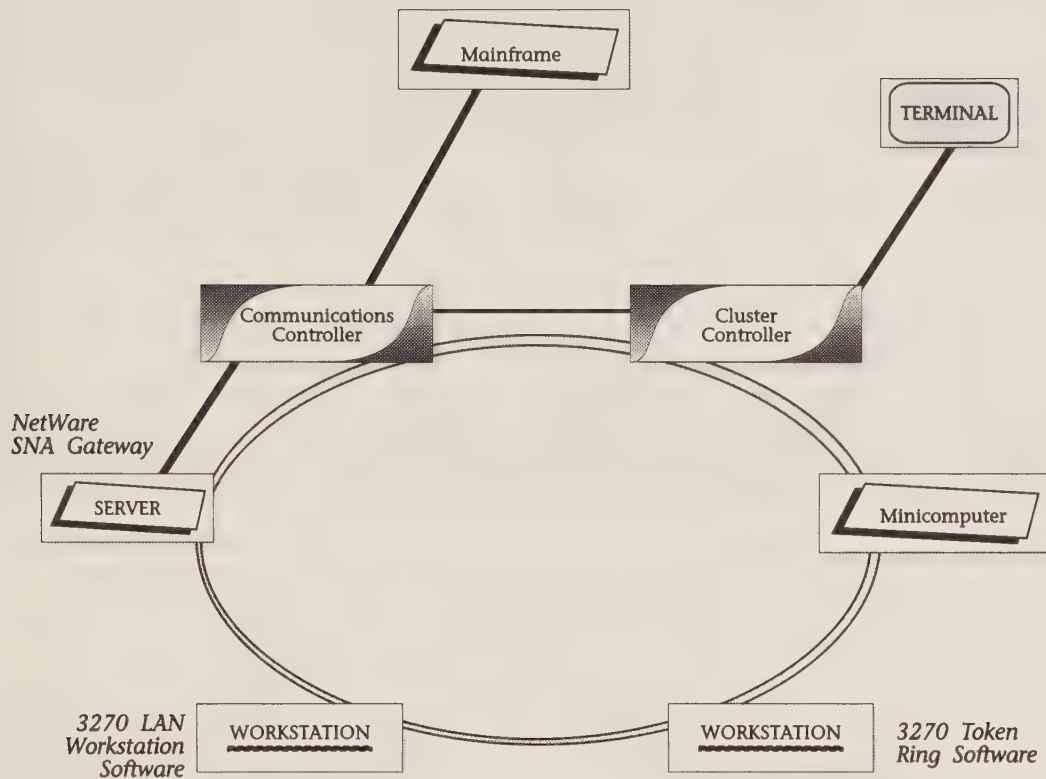 Mainframe
TERMINAL
Communications
Controller
Cluster
Controller
NetWare
SNA Gateway
SERVER
Minicomputer
3270 LAN
Workstation
Software
WORKSTATION
WORKSTATION
3270 Token
Ring Software